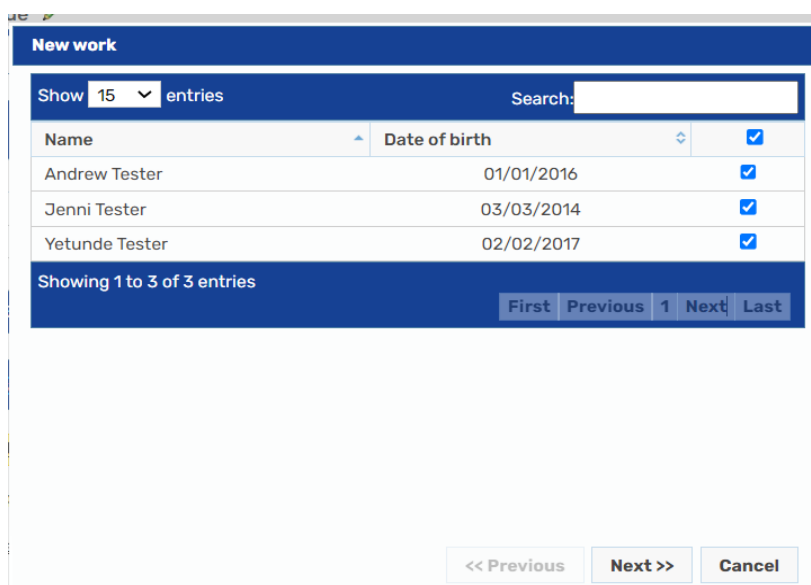 New work
Show 15 entries Search:
Name Date of birth
Andrew Tester 01/01/2016
Jenni Tester 03/03/2014
Yetunde Tester 02/02/2017
Showing 1 to 3 of 3 entries
First Previous 1 Next Last
<< Previous Next >> Cancel